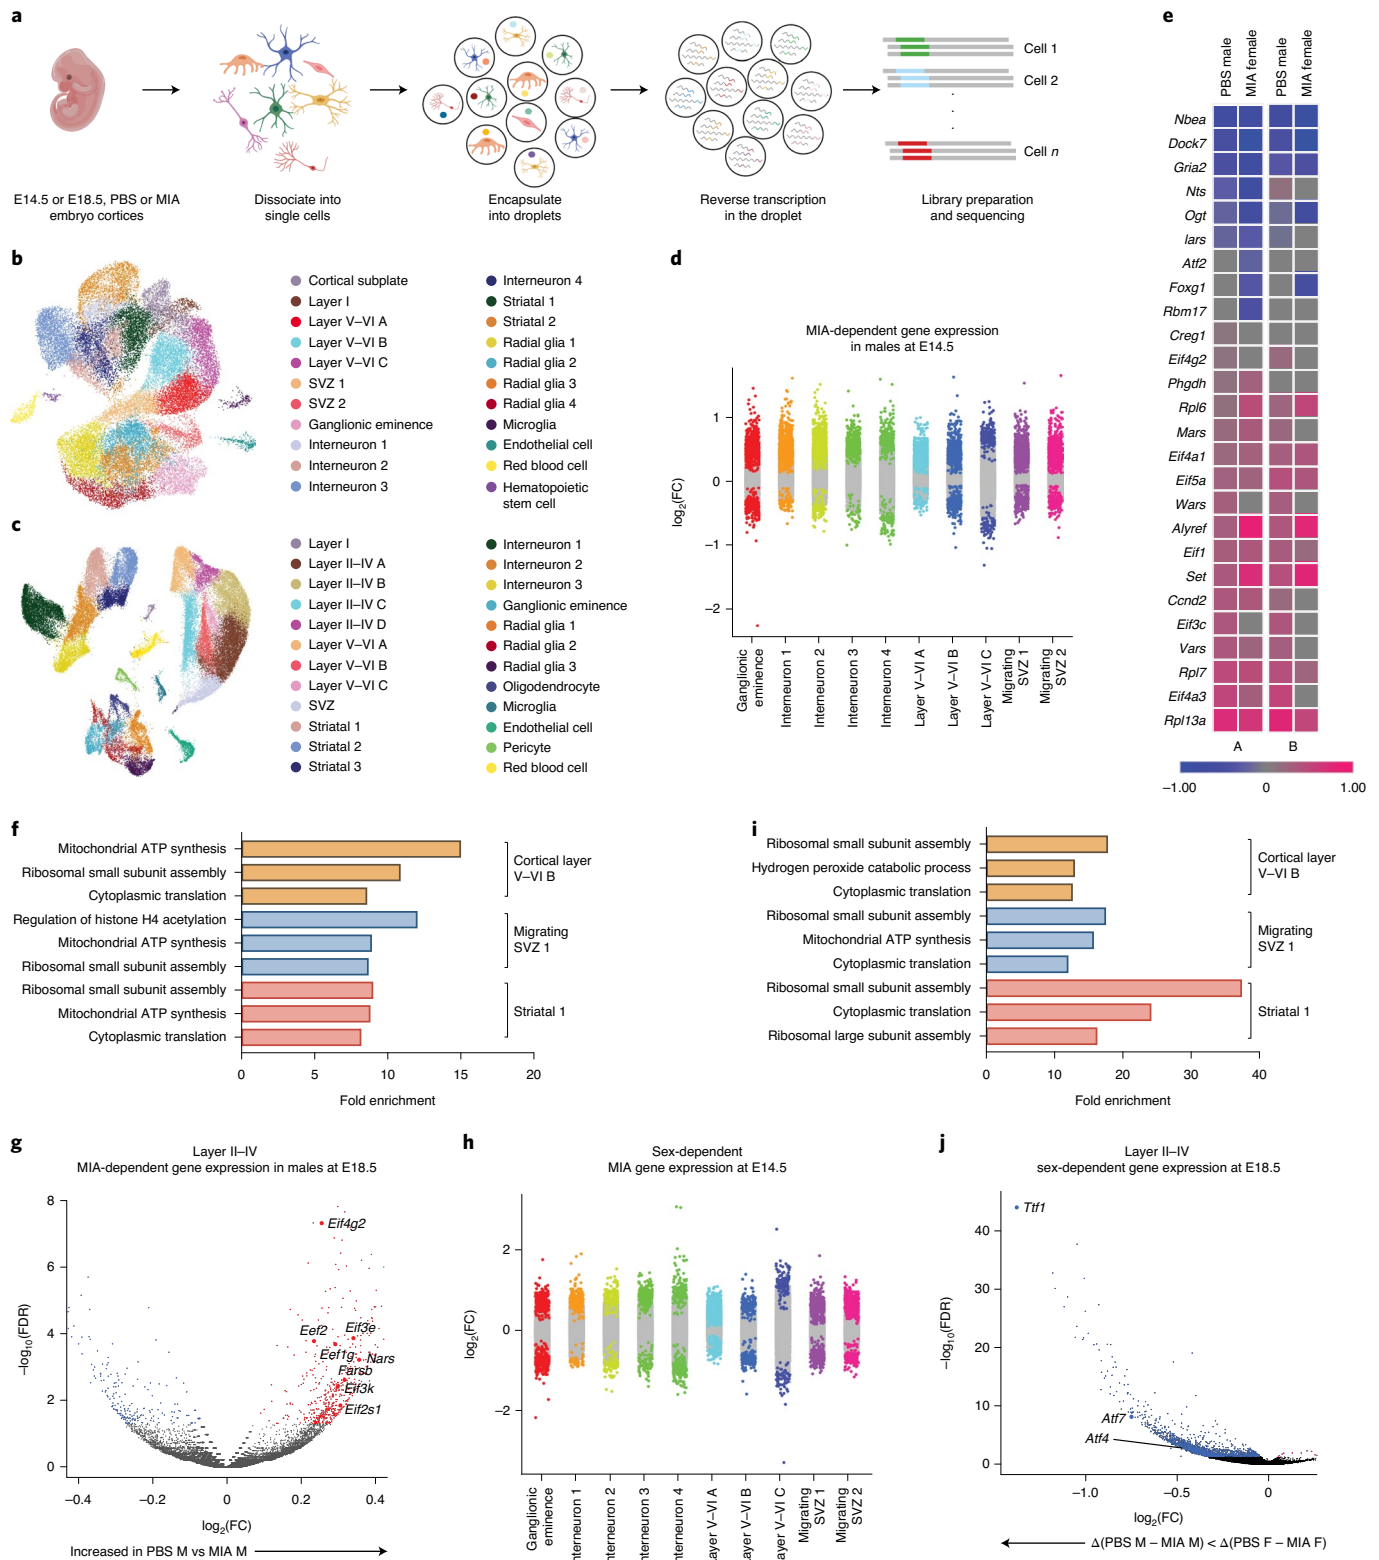 a
E14.5 or E18.5, PBS or MIA
embryo cortices
Dissociate into
single cells
Encapsulate
into droplets
Reverse transcription
in the droplet
Cell 1
Cell 2
Cell n
Library preparation
and sequencing
b
Cortical subplate
Layer I
Layer V–VI A
Layer V–VI B
Layer V–VI C
SVZ 1
SVZ 2
Ganglionic eminence
Interneuron 1
Interneuron 2
Interneuron 3
Interneuron 4
Striatal 1
Striatal 2
Radial glia 1
Radial glia 2
Radial glia 3
Radial glia 4
Microglia
Endothelial cell
Red blood cell
Hematopoietic
stem cell
c
Layer I
Layer II–IV A
Layer II–IV B
Layer II–IV C
Layer II–IV D
Layer V–VI A
Layer V–VI B
Layer V–VI C
SVZ
Striatal 1
Striatal 2
Striatal 3
Interneuron 1
Interneuron 2
Interneuron 3
Ganglionic eminence
Radial glia 1
Radial glia 2
Radial glia 3
Oligodendrocyte
Microglia
Endothelial cell
Pericyte
Red blood cell
d
MIA-dependent gene expression
in males at E14.5
log2(FC)
1
0
–1
–2
Ganglionic
eminence
Interneuron 1
Interneuron 2
Interneuron 3
Interneuron 4
Layer V–VI A
Layer V–VI B
Layer V–VI C
Migrating
SVZ 1
Migrating
SVZ 2
e
PBS male
MIA female
PBS male
MIA female
Nbea
Dock7
Gria2
Nts
Ogt
Iars
Atf2
Foxg1
Rbm17
Creg1
Eif4g2
Phgdh
Rpl6
Mars
Eif4a1
Eif5a
Wars
Alyref
Eif1
Set
Ccnd2
Eif3c
Vars
Rpl7
Eif4a3
Rpl13a
A
B
–1.00
0
1.00
f
Mitochondrial ATP synthesis
Ribosomal small subunit assembly
Cytoplasmic translation
Regulation of histone H4 acetylation
Mitochondrial ATP synthesis
Ribosomal small subunit assembly
Ribosomal small subunit assembly
Mitochondrial ATP synthesis
Cytoplasmic translation
Cortical layer
V–VI B
Migrating
SVZ 1
Striatal 1
0 5 10 15 20
Fold enrichment
i
Ribosomal small subunit assembly
Hydrogen peroxide catabolic process
Cytoplasmic translation
Ribosomal small subunit assembly
Mitochondrial ATP synthesis
Cytoplasmic translation
Ribosomal small subunit assembly
Cytoplasmic translation
Ribosomal large subunit assembly
Cortical layer
V–VI B
Migrating
SVZ 1
Striatal 1
0 10 20 30 40
Fold enrichment
g
Layer II–IV
MIA-dependent gene expression in males at E18.5
–log10(FDR)
8
6
4
2
0
Eif4g2
Eef2
Eif3e
Eef1g
Nars
Farsb
Eif3k
Eif2s1
–0.4 –0.2 0 0.2 0.4
log2(FC)
Increased in PBS M vs MIA M
h
Sex-dependent
MIA gene expression at E14.5
log2(FC)
2
0
–2
Ganglionic
eminence
nterneuron 1
nterneuron 2
nterneuron 3
nterneuron 4
ayer V–VI A
ayer V–VI B
ayer V–VI C
Migrating
SVZ 1
Migrating
SVZ 2
j
Layer II–IV
sex-dependent gene expression at E18.5
–log10(FDR)
40
30
20
10
0
Ttf1
Atf7
Atf4
–1.0 –0.5 0
log2(FC)
Δ(PBS M – MIA M) < Δ(PBS F – MIA F)